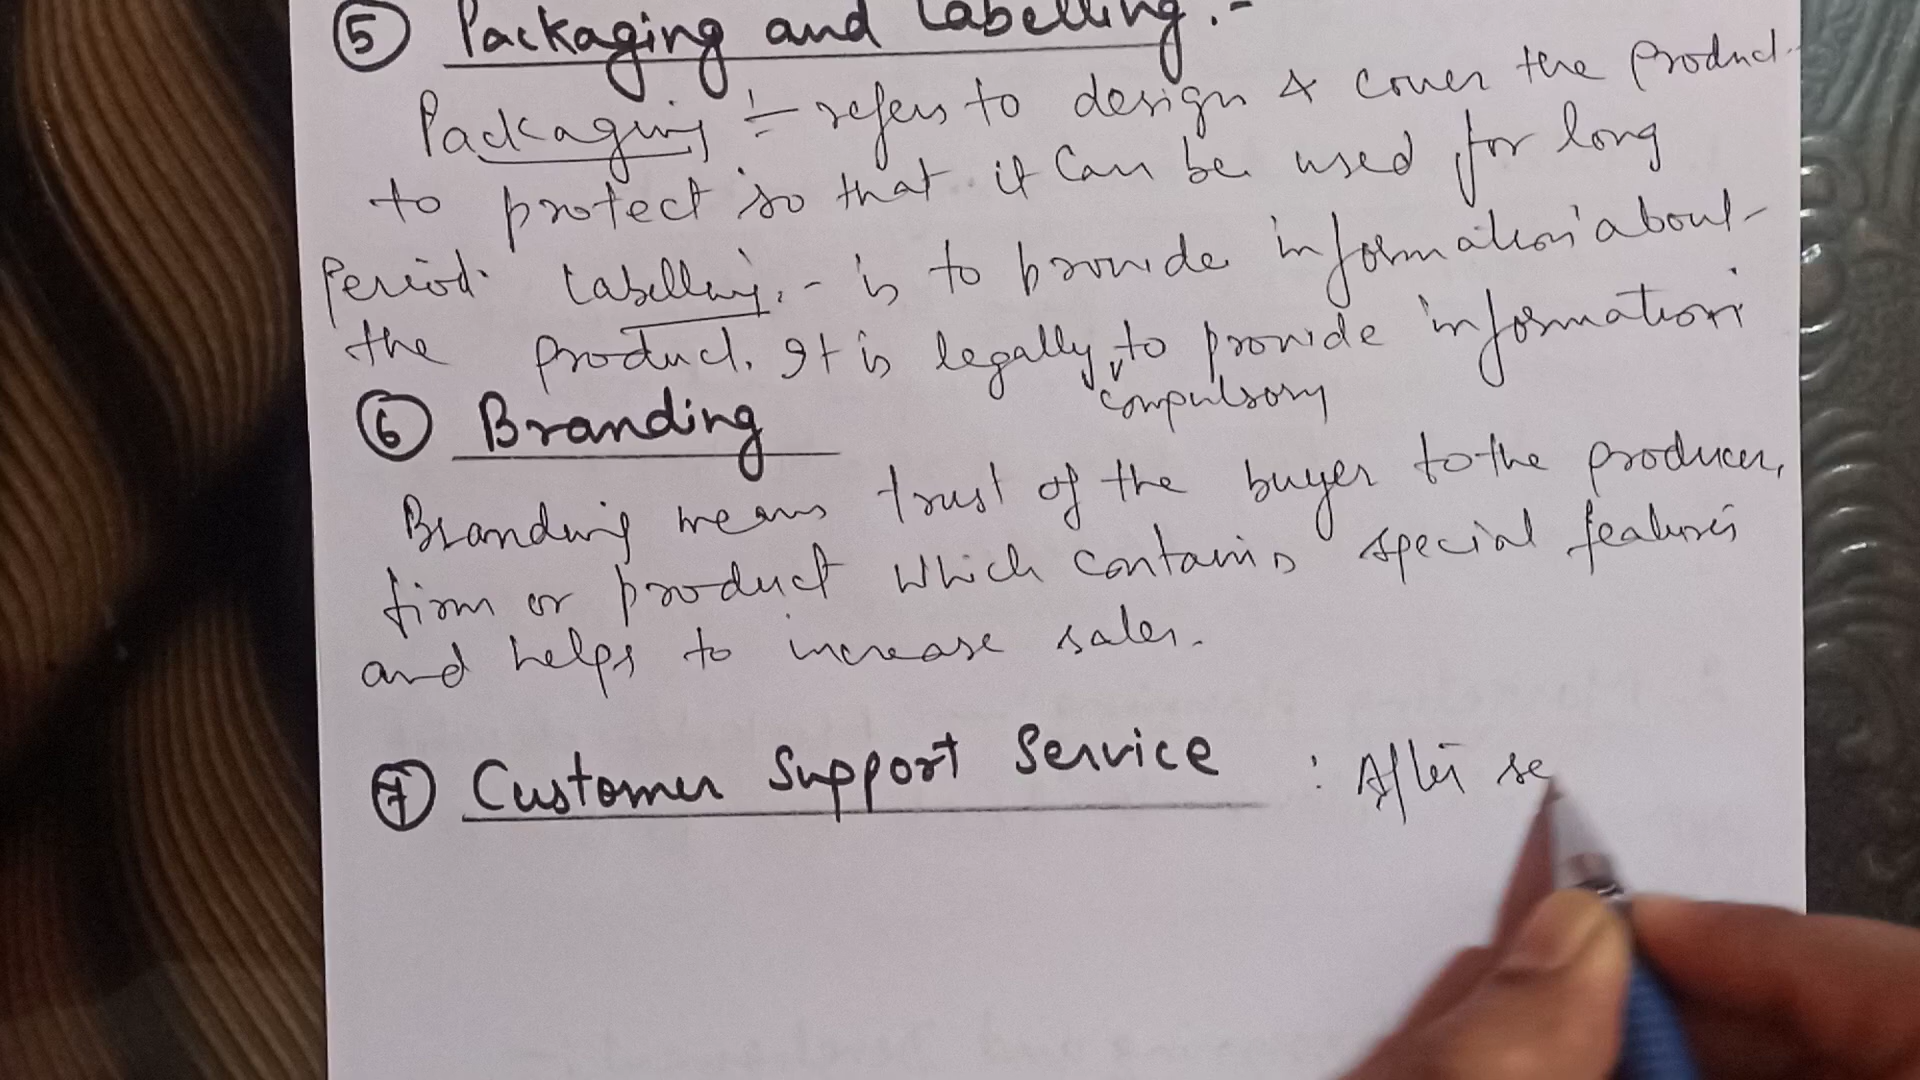 ⑤ Packaging and Labelling :-
Packaging :- refers to design & cover the product
to protect so that it can be used for long
Period. Labelling :- is to provide information about
the product. It is legally to provide information
compulsory
⑥ Branding
Branding means trust of the buyer to the producer,
firm or product which contains special features
and helps to increase sales.
⑦ Customer Support Service : After se